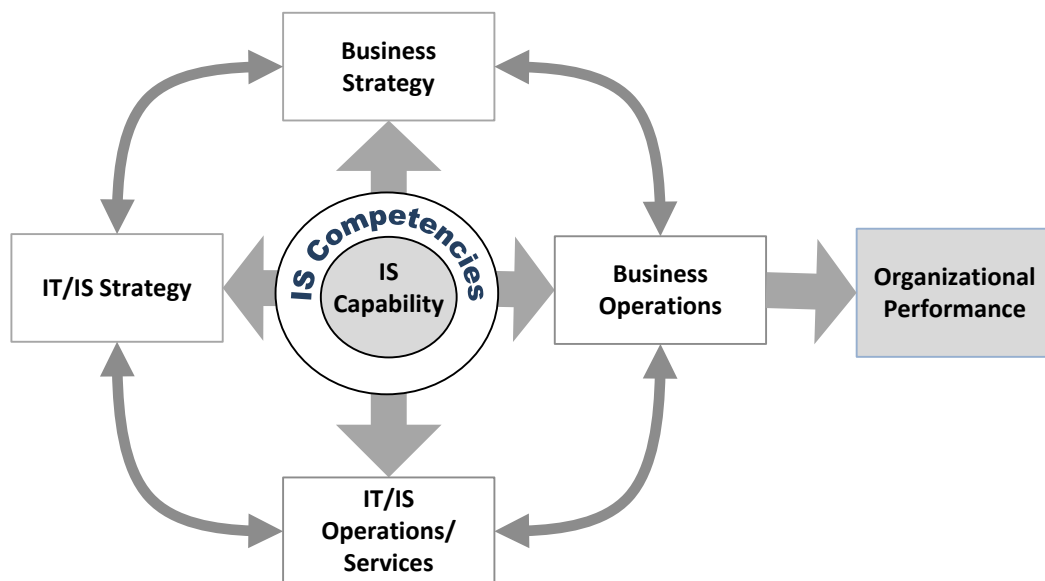 Business
Strategy
IS Competencies
IT/IS Strategy
IS
Capability
Business
Operations
Organizational
Performance
IT/IS
Operations/
Services